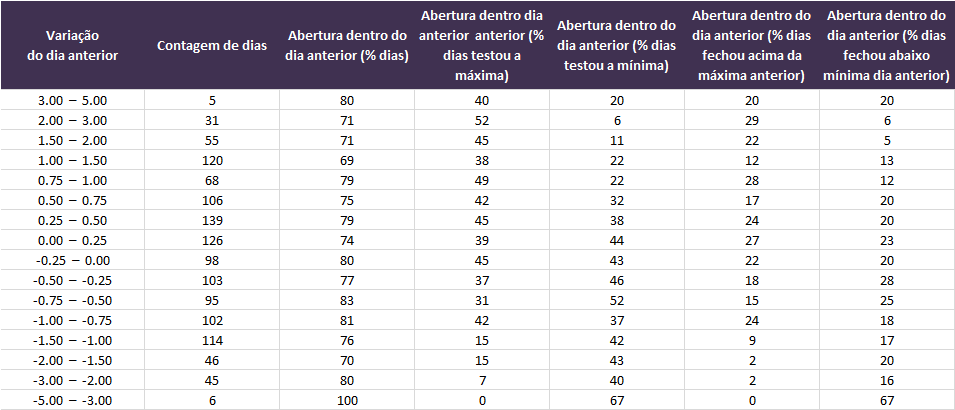 Variação do dia anterior | Contagem de dias | Abertura dentro do dia anterior (% dias) | Abertura dentro dia anterior anterior (% dias testou a máxima) | Abertura dentro do dia anterior (% dias testou a mínima) | Abertura dentro do dia anterior (% dias fechou acima da máxima anterior) | Abertura dentro do dia anterior (% dias fechou abaixo mínima dia anterior)
3.00 – 5.00 | 5 | 80 | 40 | 20 | 20 | 20
2.00 – 3.00 | 31 | 71 | 52 | 6 | 29 | 6
1.50 – 2.00 | 55 | 71 | 45 | 11 | 22 | 5
1.00 – 1.50 | 120 | 69 | 38 | 22 | 12 | 13
0.75 – 1.00 | 68 | 79 | 49 | 22 | 28 | 12
0.50 – 0.75 | 106 | 75 | 42 | 32 | 17 | 20
0.25 – 0.50 | 139 | 79 | 45 | 38 | 24 | 20
0.00 – 0.25 | 126 | 74 | 39 | 44 | 27 | 23
-0.25 – 0.00 | 98 | 80 | 45 | 43 | 22 | 20
-0.50 – -0.25 | 103 | 77 | 37 | 46 | 18 | 28
-0.75 – -0.50 | 95 | 83 | 31 | 52 | 15 | 25
-1.00 – -0.75 | 102 | 81 | 42 | 37 | 24 | 18
-1.50 – -1.00 | 114 | 76 | 15 | 42 | 9 | 17
-2.00 – -1.50 | 46 | 70 | 15 | 43 | 2 | 20
-3.00 – -2.00 | 45 | 80 | 7 | 40 | 2 | 16
-5.00 – -3.00 | 6 | 100 | 0 | 67 | 0 | 67